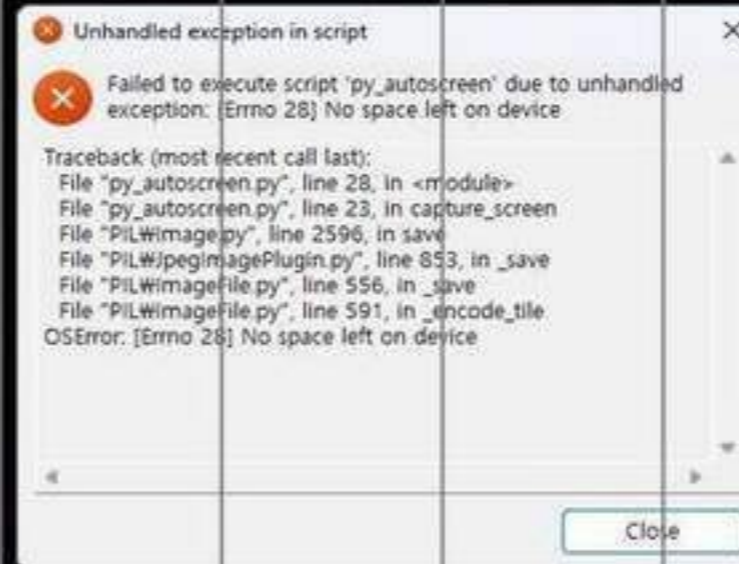 Unhandled exception in script
Failed to execute script 'py_autoscreen' due to unhandled
exception: [Errno 28] No space left on device
Traceback (most recent call last):
File "py_autoscreen.py", line 28, in <module>
File "py_autoscreen.py", line 23, in capture_screen
File "PIL₩Image.py", line 2596, in save
File "PIL₩JpegImagePlugin.py", line 853, in _save
File "PIL₩ImageFile.py", line 556, in _save
File "PIL₩ImageFile.py", line 591, in _encode_tile
OSError: [Errno 28] No space left on device
Close